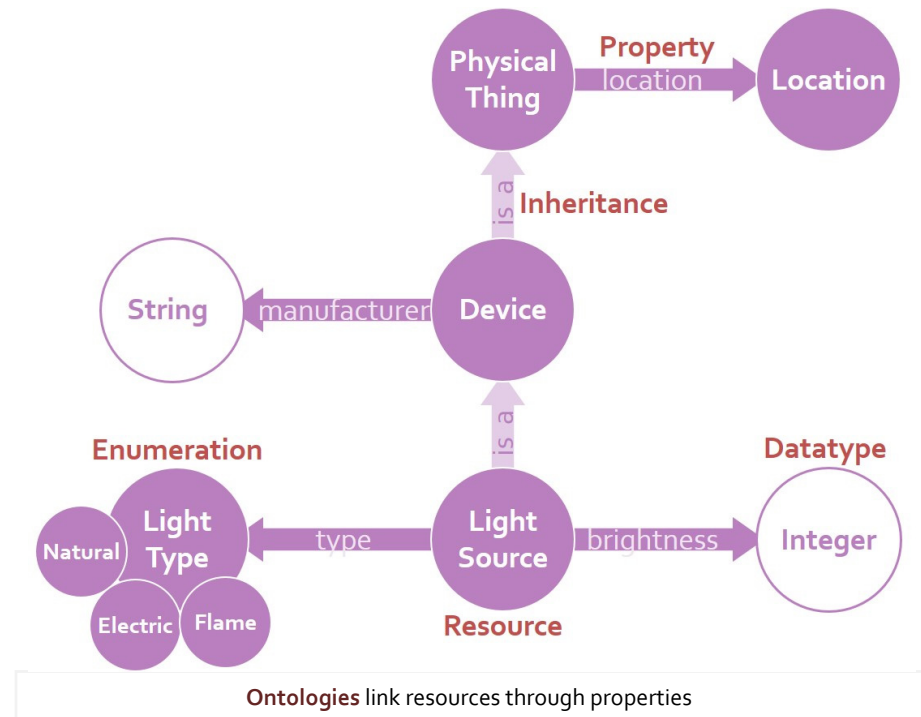 Property
Physical
Thing
location
Location
is a
Inheritance
String
manufacturer
Device
is a
Enumeration
Datatype
Light
Type
Natural
Electric
Flame
type
Light
Source
brightness
Integer
Resource
Ontologies link resources through properties